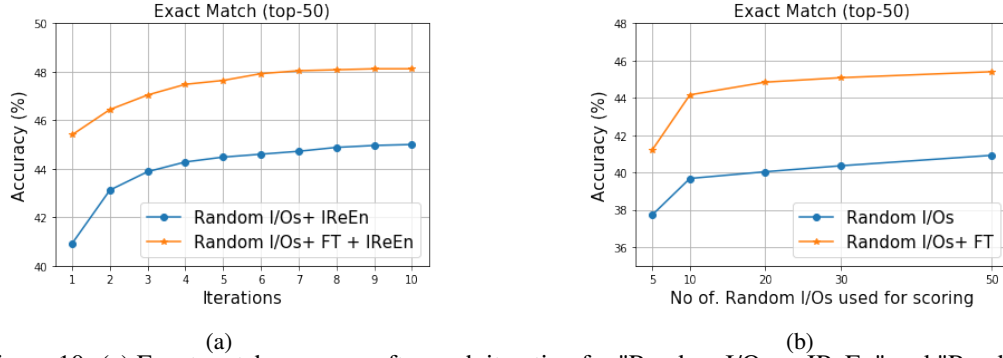 Exact Match (top-50)
Accuracy (%)
50
48
46
44
42
40
Random I/Os+ IReEn
Random I/Os+ FT + IReEn
1 2 3 4 5 6 7 8 9 10
Iterations
(a)
Exact Match (top-50)
Accuracy (%)
48
46
44
42
40
38
36
Random I/Os
Random I/Os+ FT
5 10 20 30 50
No of. Random I/Os used for scoring
(b)